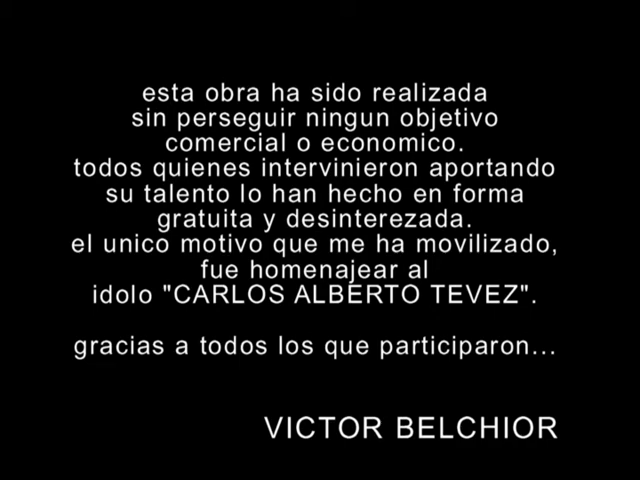 esta obra ha sido realizada
sin perseguir ningun objetivo
comercial o economico.
todos quienes intervinieron aportando
su talento lo han hecho en forma
gratuita y desinterezada.
el unico motivo que me ha movilizado,
fue homenajear al
idolo "CARLOS ALBERTO TEVEZ".
gracias a todos los que participaron...
VICTOR BELCHIOR